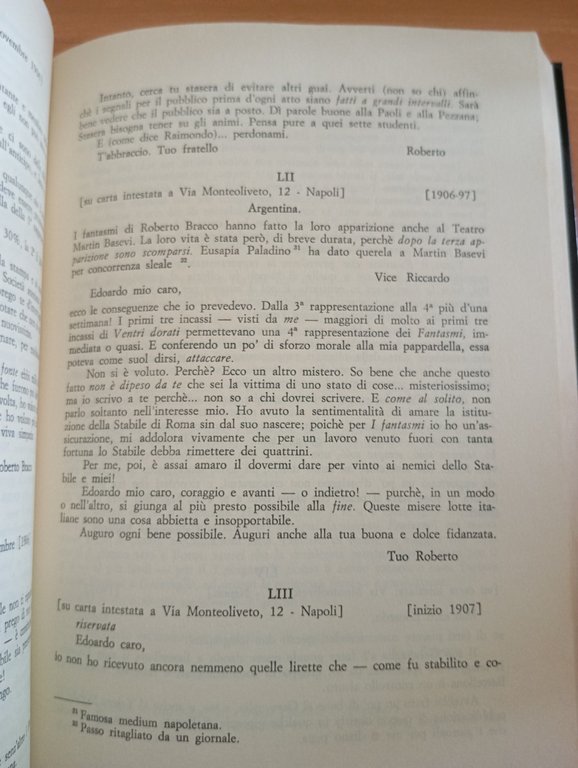 Intanto, cerca tu stasera di evitare altri guai. Avverti (non so chi) affin-
chè i segnali per il pubblico prima d'ogni atto siano fatti a grandi intervalli. Sarà
bene vedere che il pubblico sia a posto. Di parole buone alla Paoli e alla Pezzana;
Stasera bisogna tener su gli animi. Pensa pure a quei sette studenti.
E (come dice Raimondo)... perdonami.
T'abbraccio. Tuo fratello
Roberto
LII
[su carta intestata a Via Monteoliveto, 12 - Napoli]
[1906-97]
Argentina.
I fantasmi di Roberto Bracco hanno fatto la loro apparizione anche al Teatro
Martin Basevi. La loro vita è stata però, di breve durata, perchè dopo la terza ap-
parizione sono scomparsi. Eusapia Paladino 31 ha dato querela a Martin Basevi
per concorrenza sleale 32.
Vice Riccardo
Edoardo mio caro,
ecco le conseguenze che io prevedevo. Dalla 3ª rappresentazione alla 4ª più d'una
settimana! I primi tre incassi — visti da me — maggiori di molto ai primi tre
incassi di Ventri dorati permettevano una 4ª rappresentazione dei Fantasmi, im-
mediata o quasi. E conferendo un po' di sforzo morale alla mia pappardella, essa
poteva come suol dirsi, attaccare.
Non si è voluto. Perchè? Ecco un altro mistero. So bene che anche questo
fatto non è dipeso da te che sei la vittima di uno stato di cose... misteriosissimo;
ma io scrivo a te perchè... non so a chi dovrei scrivere. E come al solito, non
parlo soltanto nell'interesse mio. Ho avuto la sentimentalità di amare la istitu-
zione della Stabile di Roma sin dal suo nascere; poichè per I fantasmi io ho un'as-
sicurazione, mi addolora vivamente che per un lavoro venuto fuori con tanta
fortuna lo Stabile debba rimettere dei quattrini.
Per me, poi, è assai amaro il dovermi dare per vinto ai nemici dello Sta-
bile e miei!
Edoardo mio caro, coraggio e avanti — o indietro! — purchè, in un modo
o nell'altro, si giunga al più presto possibile alla fine. Queste misere lotte ita-
liane sono una cosa abbietta e insopportabile.
Auguro ogni bene possibile. Auguri anche alla tua buona e dolce fidanzata.
Tuo Roberto
LIII
[su carta intestata a Via Monteoliveto, 12 - Napoli]
[inizio 1907]
riservata
Edoardo caro,
io non ho ricevuto ancora nemmeno quelle lirette che — come fu stabilito e co-
31 Famosa medium napoletana.
32 Passo ritagliato da un giornale.